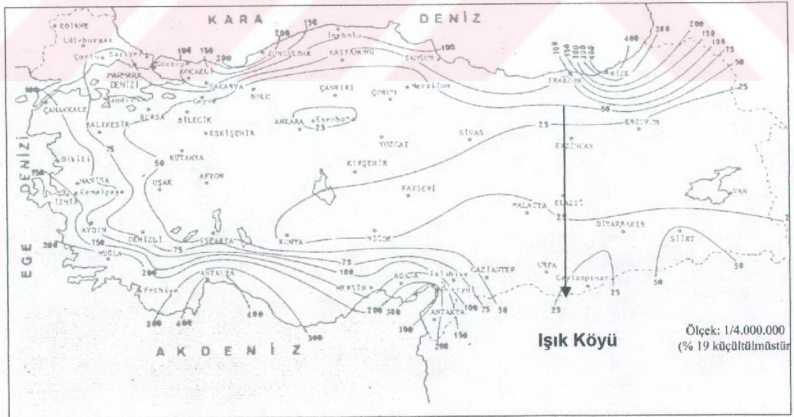 KARA DENİZ
EDİRNE
Lüleburgaz
Çorlu
MARMARA
DENİZİ
KOCAELİ
SAKARYA
ZONGULDAK
İnebolu
KASTAMONU
SAMSUN
BOLU
Geyve
ÇANKIRI
ÇORUM
Merzifon
TRABZON
RİZE
ÇANAKKALE
BALIKESİR
BURSA
BİLECİK
ESKİŞEHİR
ANKARA
Esenboğa
25
YOZGAT
SİVAS
ERZİNCAN
ERZURUM
EGE DENİZİ
Dikili
MANİSA
Kemalpaşa
İZMİR
KÜTAHYA
UŞAK
AFYON
KIRŞEHİR
KAYSERİ
MALATYA
ELAZIĞ
VAN
AYDIN
DENİZLİ
ISPARTA
KONYA
NİĞDE
DİYARBAKIR
SİİRT
MUĞLA
Fethiye
ANTALYA
MERSİN
ADANA
İslahiye
GAZİANTEP
URFA
Ceylanpınar
ANTAKYA
AKDENİZ
Işık Köyü
Ölçek: 1/4.000.000
(% 19 küçültülmüstür